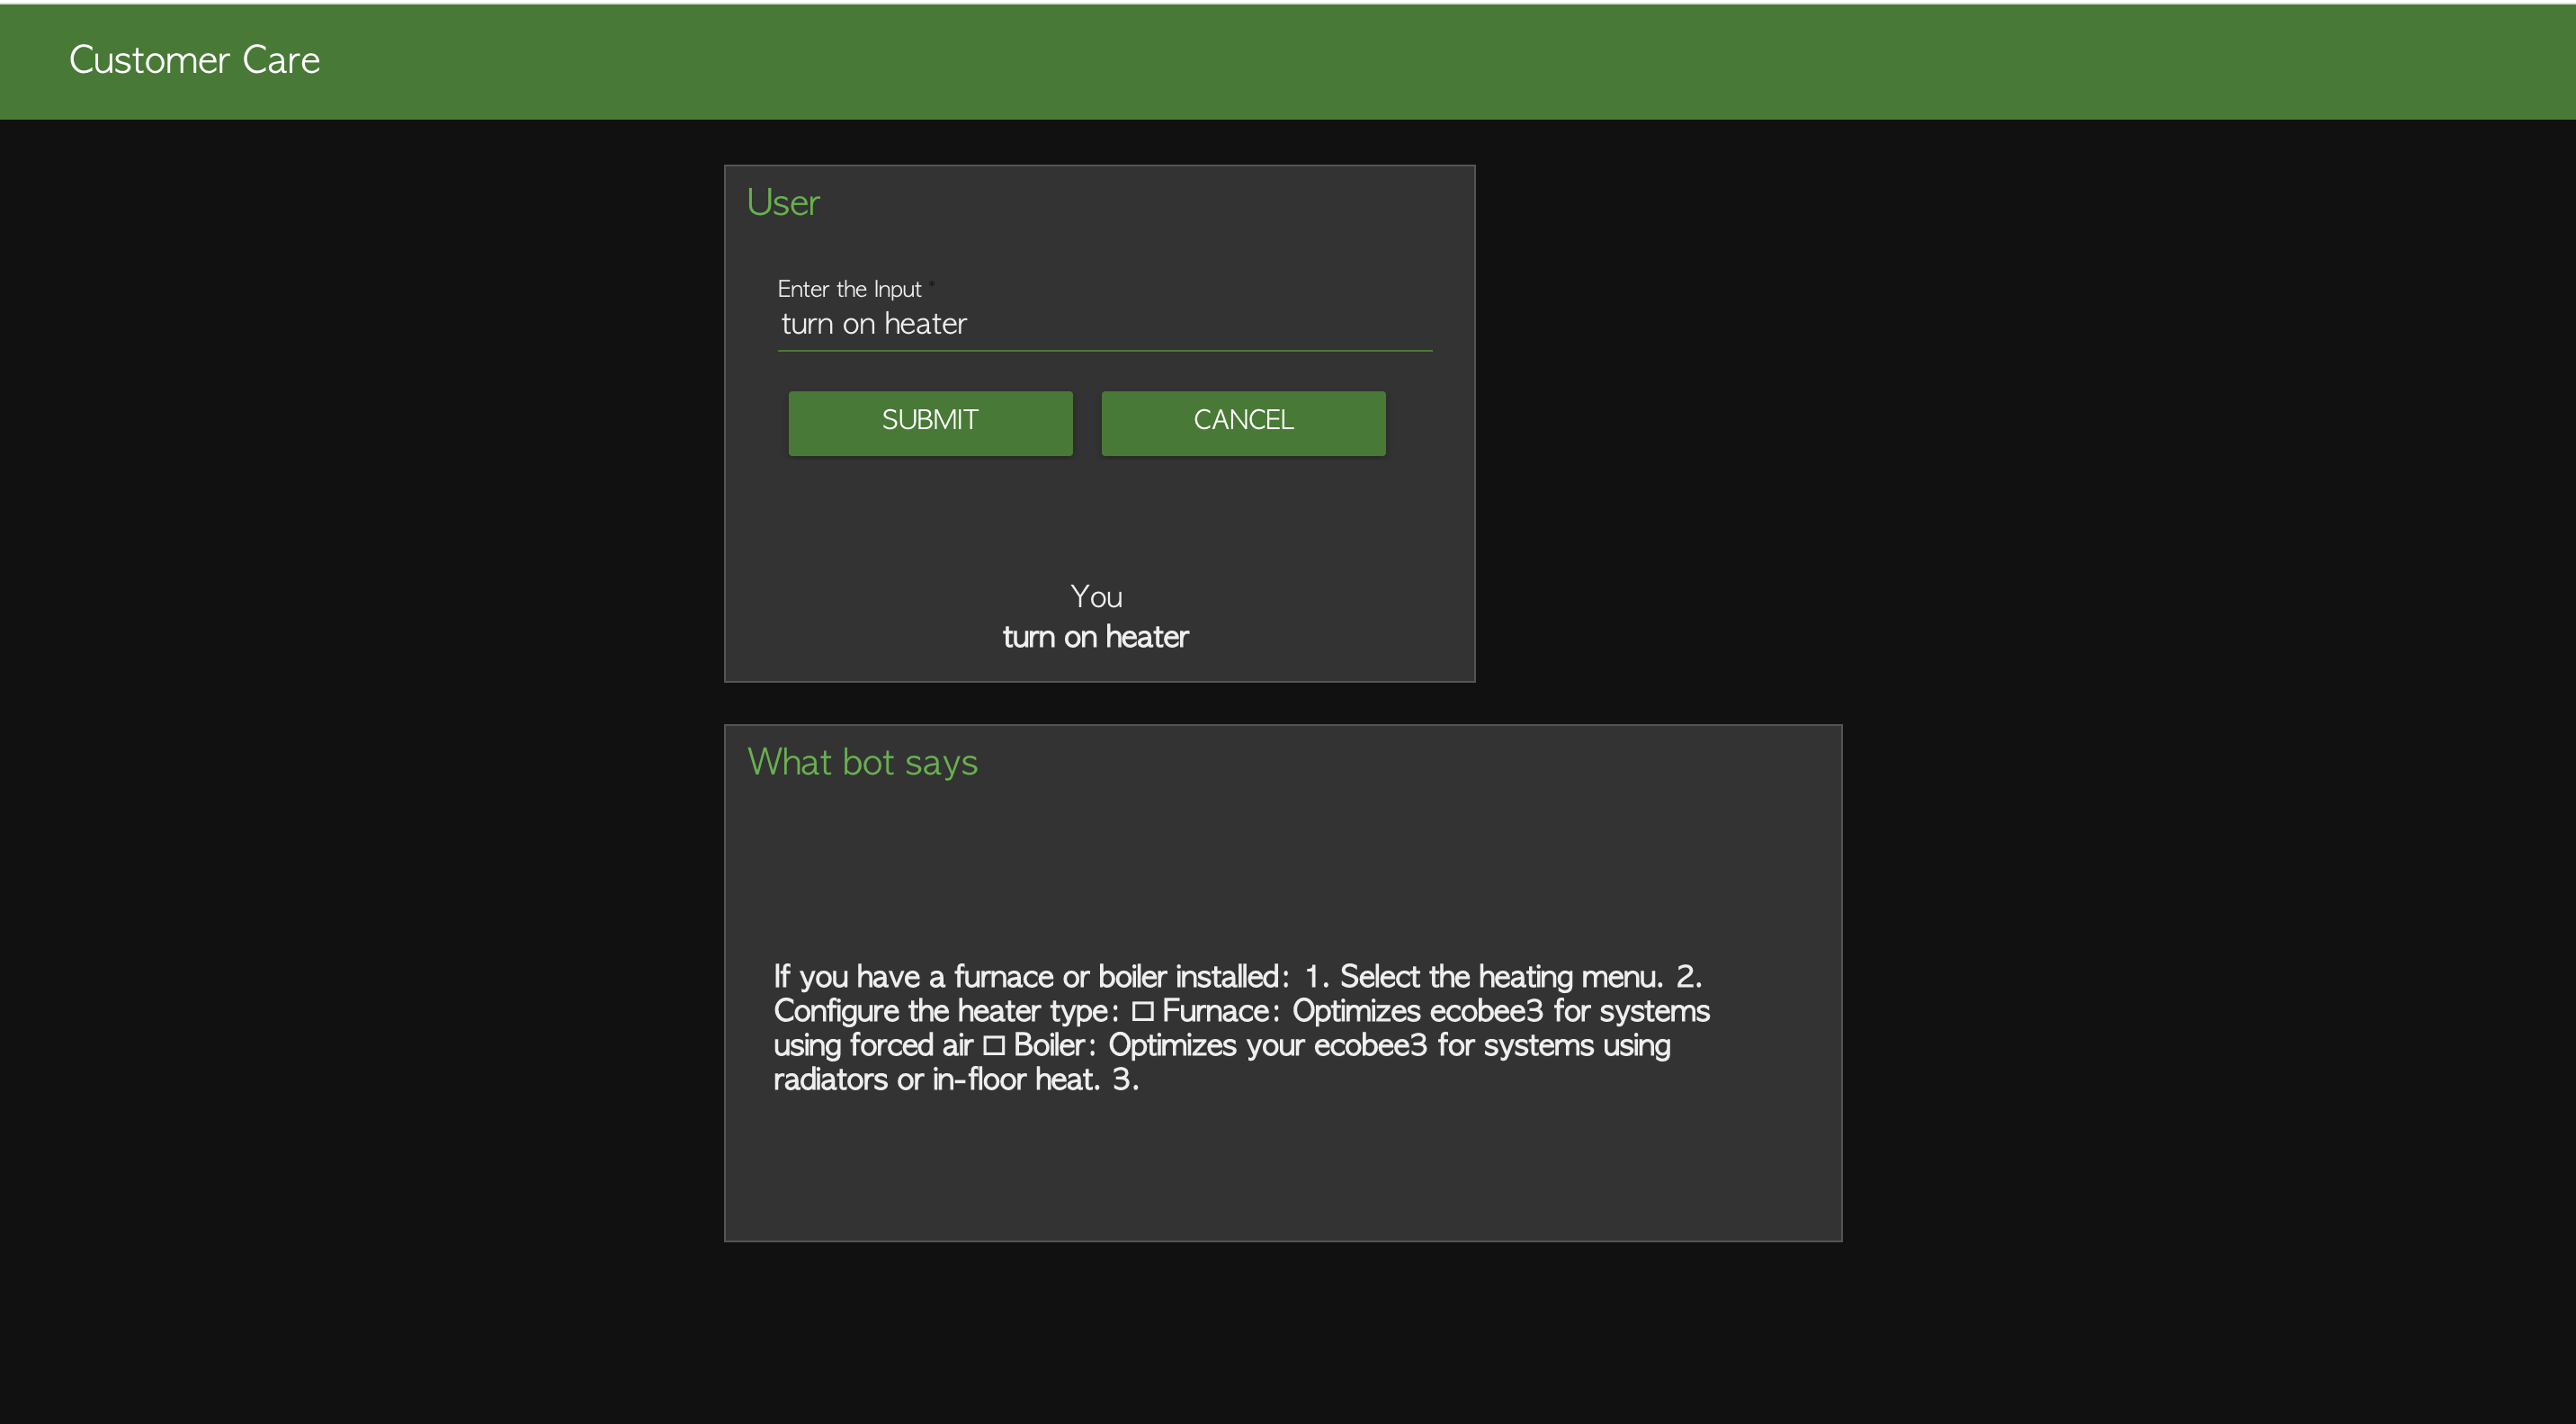 Customer Care
User
Enter the Input *
turn on heater
SUBMIT CANCEL
You
turn on heater
What bot says
If you have a furnace or boiler installed: 1. Select the heating menu. 2.
Configure the heater type: □ Furnace: Optimizes ecobee3 for systems
using forced air □ Boiler: Optimizes your ecobee3 for systems using
radiators or in-floor heat. 3.